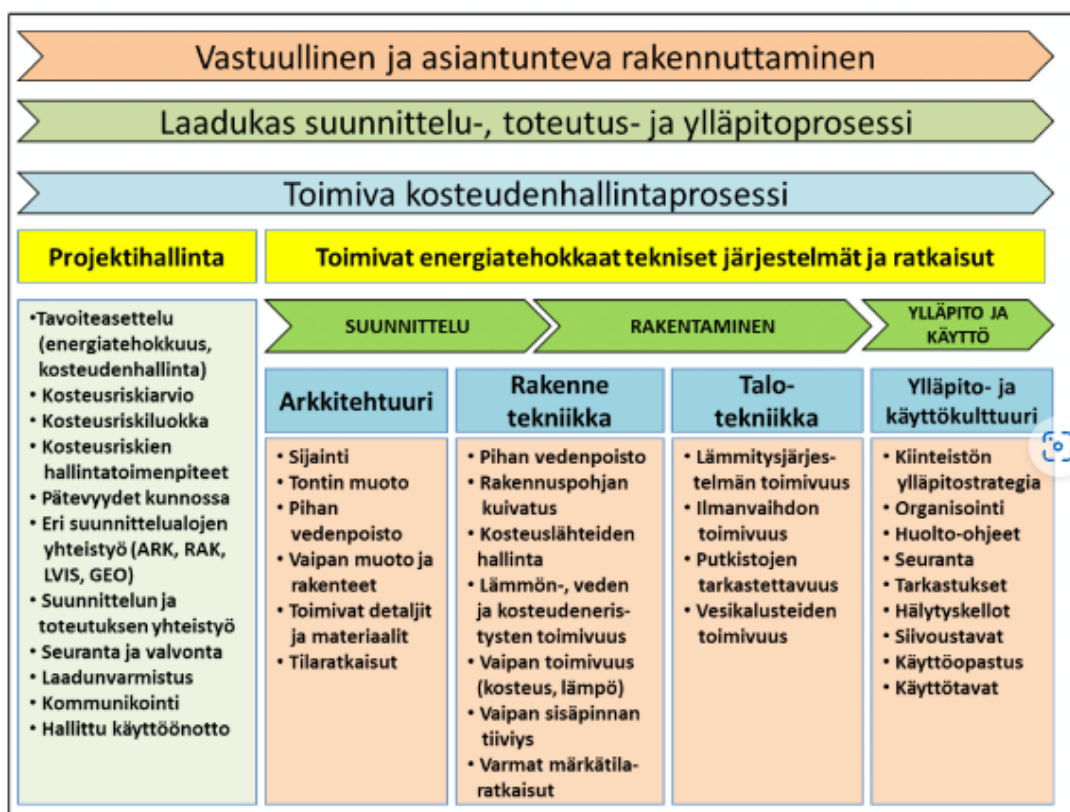 Vastuullinen ja asiantunteva rakennuttaminen
Laadukas suunnittelu-, toteutus- ja ylläpitoprosessi
Toimiva kosteudenhallintaprosessi
Projektihallinta
Toimivat energiatehokkaat tekniset järjestelmät ja ratkaisut
•Tavoiteasettelu
(energiatehokkuus,
kosteudenhallinta)
• Kosteusriskiarvio
• Kosteusriskiluokka
• Kosteusriskien
hallintatoimenpiteet
• Pätevyydet kunnossa
• Eri suunnittelualojen
yhteistyö (ARK, RAK,
LVIS, GEO)
• Suunnittelun ja
toteutuksen yhteistyö
• Seuranta ja valvonta
• Laadunvarmistus
• Kommunikointi
• Hallittu käyttöönotto
SUUNNITTELU
RAKENTAMINEN
YLLÄPITO JA
KÄYTTÖ
Arkkitehtuuri
• Sijainti
• Tontin muoto
• Pihan
vedenpoisto
• Vaipan muoto ja
rakenteet
• Toimivat detaljit
ja materiaalit
• Tilaratkaisut
Rakenne
tekniikka
• Pihan vedenpoisto
• Rakennuspohjan
kuivatus
• Kosteuslähteiden
hallinta
• Lämmön-, veden
ja kosteudeneris-
tysten toimivuus
• Vaipan toimivuus
(kosteus, lämpö)
• Vaipan sisäpinnan
tiiviys
• Varmat märkätila-
ratkaisut
Talo-
tekniikka
• Lämmitysjärjes-
telmän toimivuus
• Ilmanvaihdon
toimivuus
• Putkistojen
tarkastettavuus
• Vesikalusteiden
toimivuus
Ylläpito- ja
käyttökulttuuri
• Kiinteistön
ylläpitostrategia
• Organisointi
• Huolto-ohjeet
• Seuranta
• Tarkastukset
• Hälytyskellot
• Siivoustavat
• Käyttöopastus
• Käyttötavat